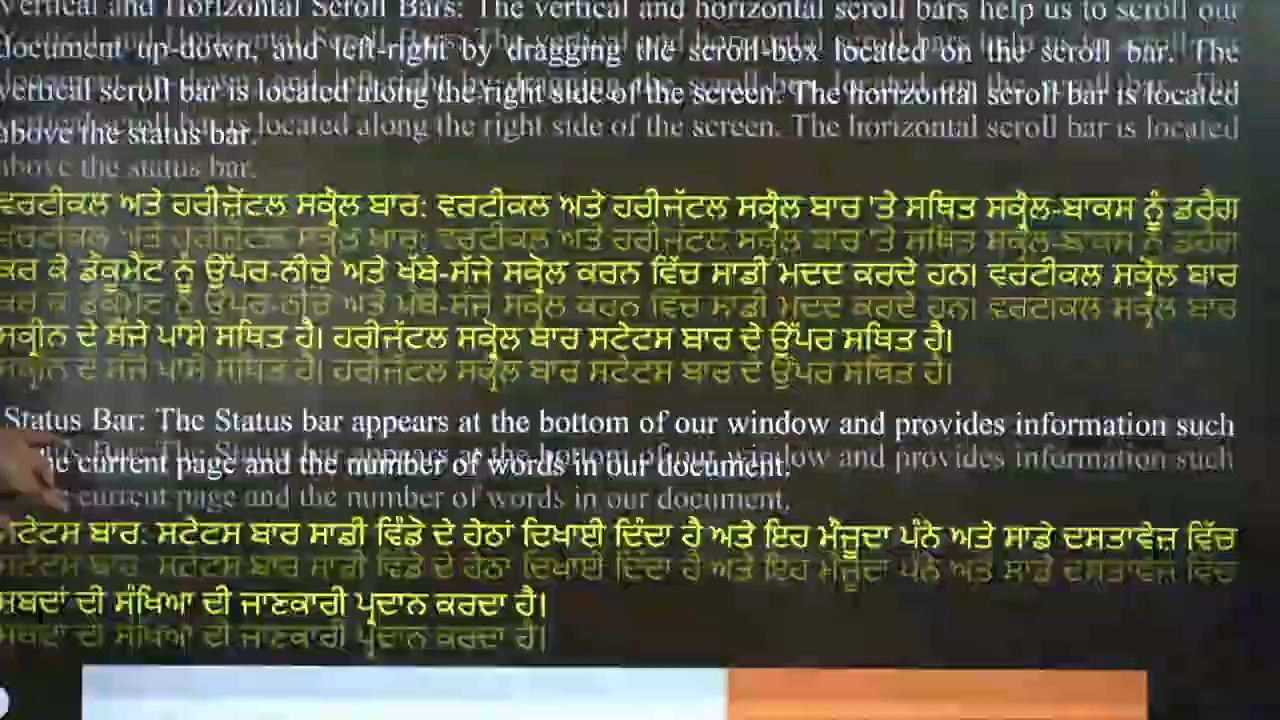 Vertical and Horizontal Scroll Bars: The vertical and horizontal scroll bars help us to scroll our
document up-down, and left-right by dragging the scroll-box located on the scroll bar. The
vertical scroll bar is located along the right side of the screen. The horizontal scroll bar is located
above the status bar.
ਵਰਟੀਕਲ ਅਤੇ ਹਰੀਜ਼ੋਂਟਲ ਸਕ੍ਰੋਲ ਬਾਰ: ਵਰਟੀਕਲ ਅਤੇ ਹਰੀਜੱਟਲ ਸਕ੍ਰੋਲ ਬਾਰ 'ਤੇ ਸਥਿਤ ਸਕ੍ਰੋਲ-ਬਾਕਸ ਨੂੰ ਡਰੈਗ
ਕਰ ਕੇ ਡੋਕੂਮੈਂਟ ਨੂੰ ਉੱਪਰ-ਨੀਚੇ ਅਤੇ ਖੱਬੇ-ਸੱਜੇ ਸਕ੍ਰੋਲ ਕਰਨ ਵਿੱਚ ਸਾਡੀ ਮਦਦ ਕਰਦੇ ਹਨ। ਵਰਟੀਕਲ ਸਕ੍ਰੋਲ ਬਾਰ
ਸਕ੍ਰੀਨ ਦੇ ਸੱਜੇ ਪਾਸੇ ਸਥਿਤ ਹੈ। ਹਰੀਜੱਟਲ ਸਕ੍ਰੋਲ ਬਾਰ ਸਟੇਟਸ ਬਾਰ ਦੇ ਉੱਪਰ ਸਥਿਤ ਹੈ।
Status Bar: The Status bar appears at the bottom of our window and provides information such
current page and the number of words in our document.
ਸਟੇਟਸ ਬਾਰ: ਸਟੇਟਸ ਬਾਰ ਸਾਡੀ ਵਿੰਡੋ ਦੇ ਹੇਠਾਂ ਦਿਖਾਈ ਦਿੰਦਾ ਹੈ ਅਤੇ ਇਹ ਮੌਜੂਦਾ ਪੰਨੇ ਅਤੇ ਸਾਡੇ ਦਸਤਾਵੇਜ਼ ਵਿੱਚ
ਸ਼ਬਦਾਂ ਦੀ ਸੰਖਿਆ ਦੀ ਜਾਣਕਾਰੀ ਪ੍ਰਦਾਨ ਕਰਦਾ ਹੈ।